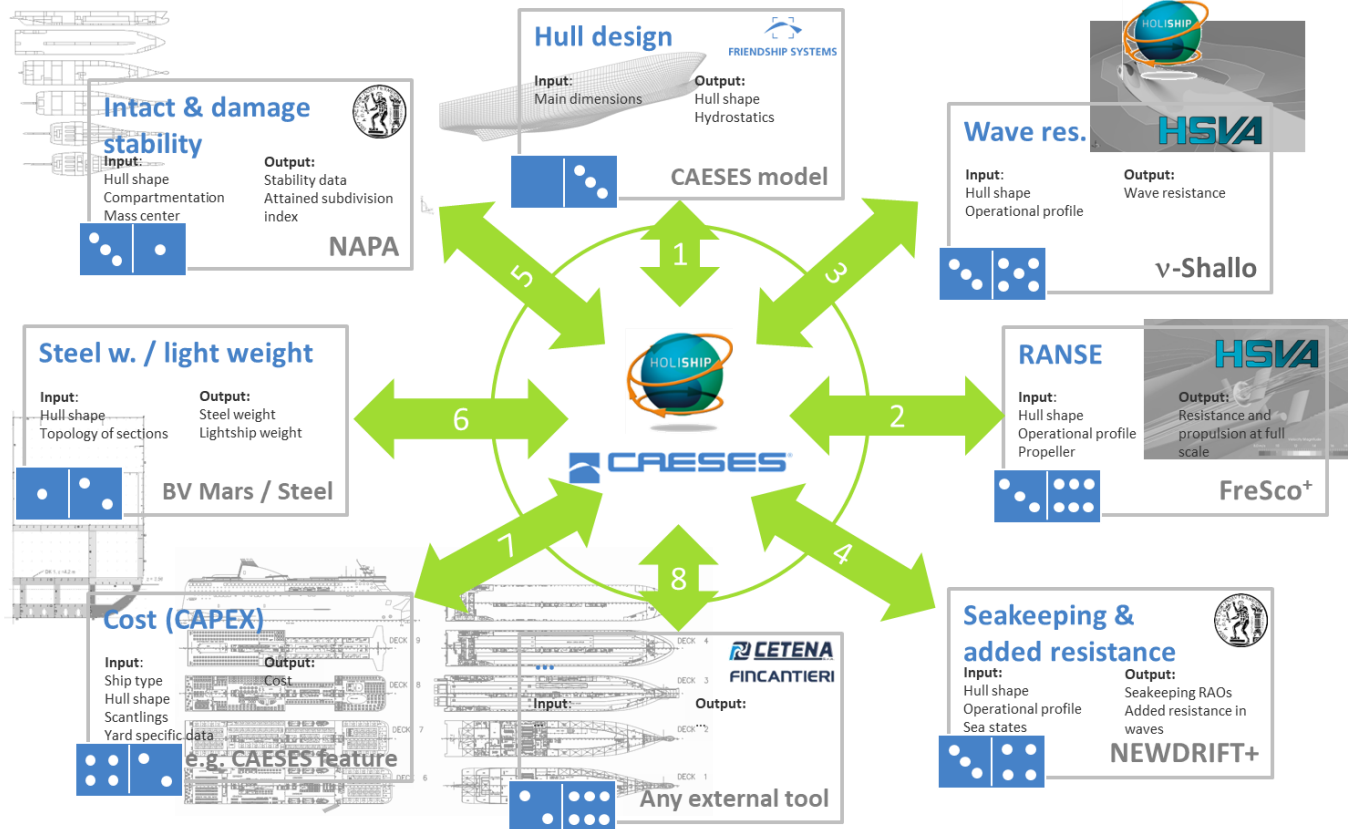 Hull design
FRIENDSHIP SYSTEMS
Input:
Main dimensions
Output:
Hull shape
Hydrostatics
CAESES model
HOLISHIP
Wave res.
HSVA
Input:
Hull shape
Operational profile
Output:
Wave resistance
ν-Shallo
Intact & damage
stability
Input:
Hull shape
Compartmentation
Mass center
Output:
Stability data
Attained subdivision
index
NAPA
1
5
3
HOLISHIP
CAESES®
6
2
7
8
4
Steel w. / light weight
Input:
Hull shape
Topology of sections
Output:
Steel weight
Lightship weight
BV Mars / Steel
RANSE
HSVA
Input:
Hull shape
Operational profile
Propeller
Output:
Resistance and
propulsion at full
scale
FreSco+
Cost (CAPEX)
Input:
Ship type
Hull shape
Scantlings
Yard specific data
Output:
Cost
e.g. CAESES feature
DECK 9
DECK 8
DECK 7
DECK 6
...
CETENA
FINCANTIERI
Input:
Output:
...
DECK 4
DECK 3
DECK 2
DECK 1
Any external tool
Seakeeping &
added resistance
Input:
Hull shape
Operational profile
Sea states
Output:
Seakeeping RAOs
Added resistance in
waves
NEWDRIFT+